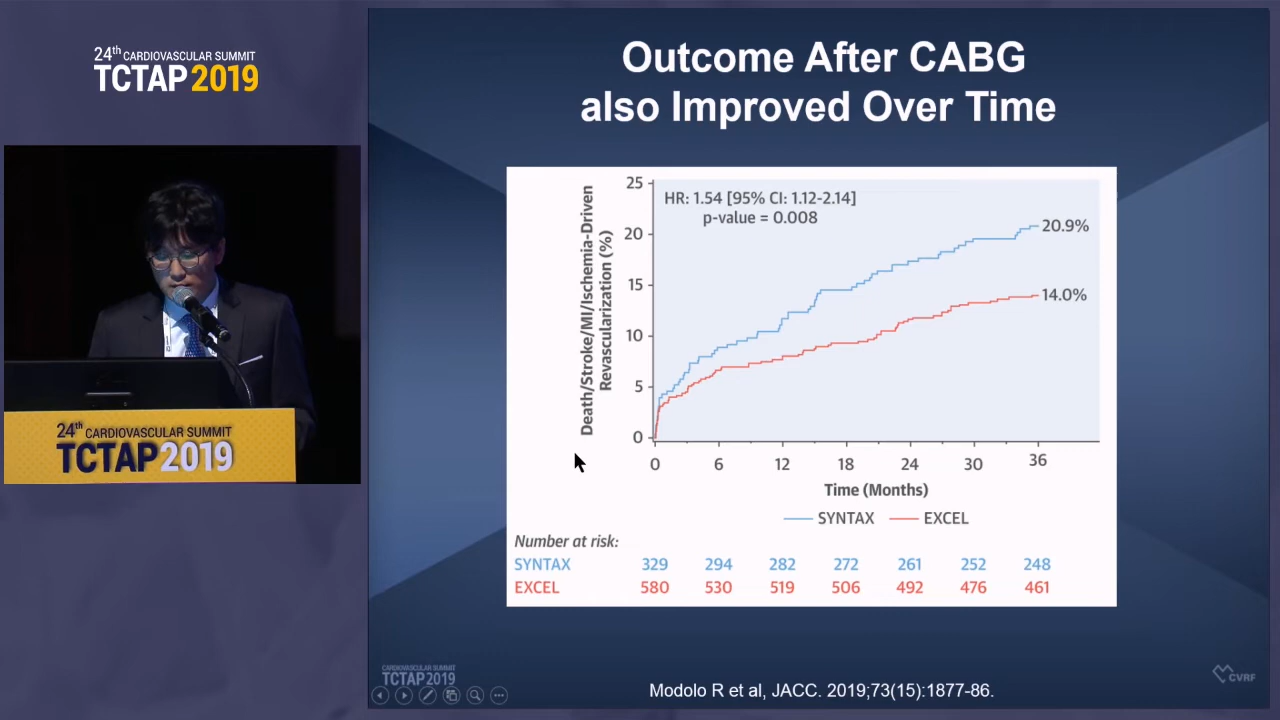 24th CARDIOVASCULAR SUMMIT
TCTAP 2019
24th CARDIOVASCULAR SUMMIT
TCTAP 2019
Outcome After CABG
also Improved Over Time
Death/Stroke/MI/Ischemia-Driven
Revascularization (%)
25
20
15
10
5
0
HR: 1.54 [95% CI: 1.12-2.14]
p-value = 0.008
20.9%
14.0%
0 6 12 18 24 30 36
Time (Months)
SYNTAX EXCEL
Number at risk:
SYNTAX 329 294 282 272 261 252 248
EXCEL 580 530 519 506 492 476 461
CARDIOVASCULAR SUMMIT
TCTAP2019
Modolo R et al, JACC. 2019;73(15):1877-86.
CVRF